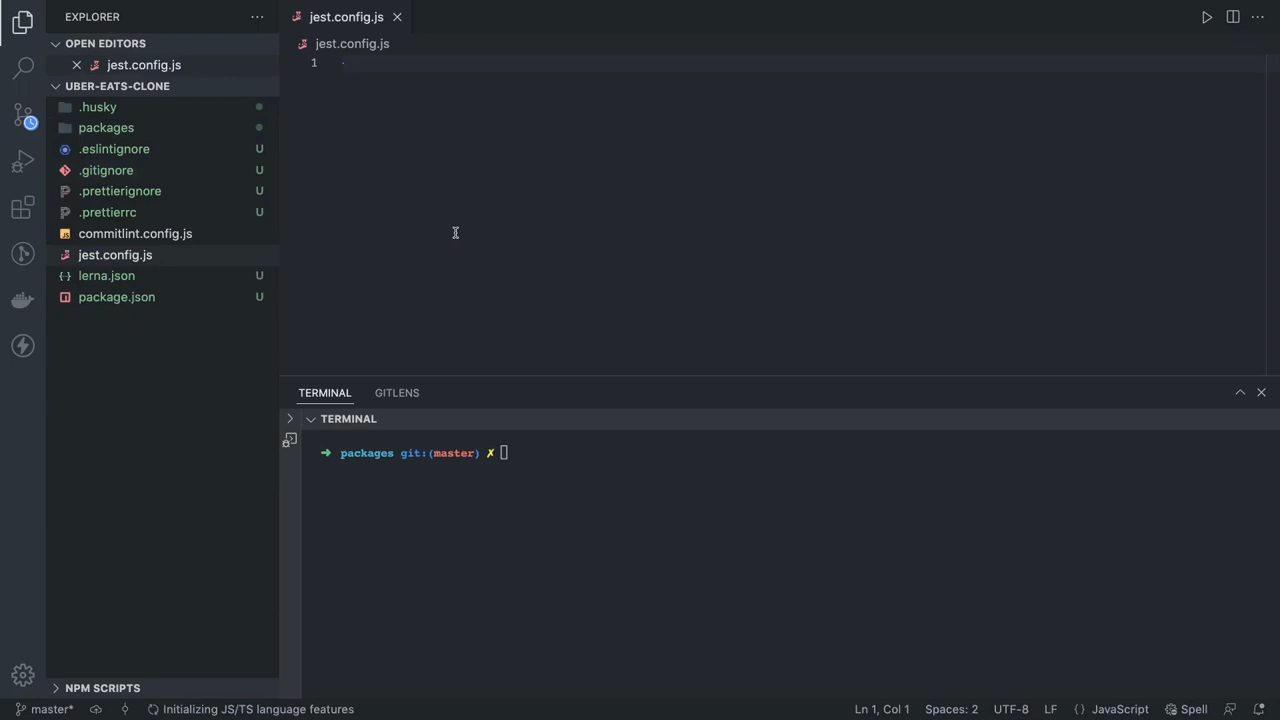 EXPLORER
OPEN EDITORS
jest.config.js
UBER-EATS-CLONE
.husky
packages
.eslintignore U
.gitignore U
.prettierignore U
.prettierrc U
commitlint.config.js
jest.config.js
lerna.json U
package.json U
NPM SCRIPTS
jest.config.js
jest.config.js
1
TERMINAL GITLENS
TERMINAL
➜ packages git:(master) ✗
master* Initializing JS/TS language features Ln 1, Col 1 Spaces: 2 UTF-8 LF {} JavaScript Spell